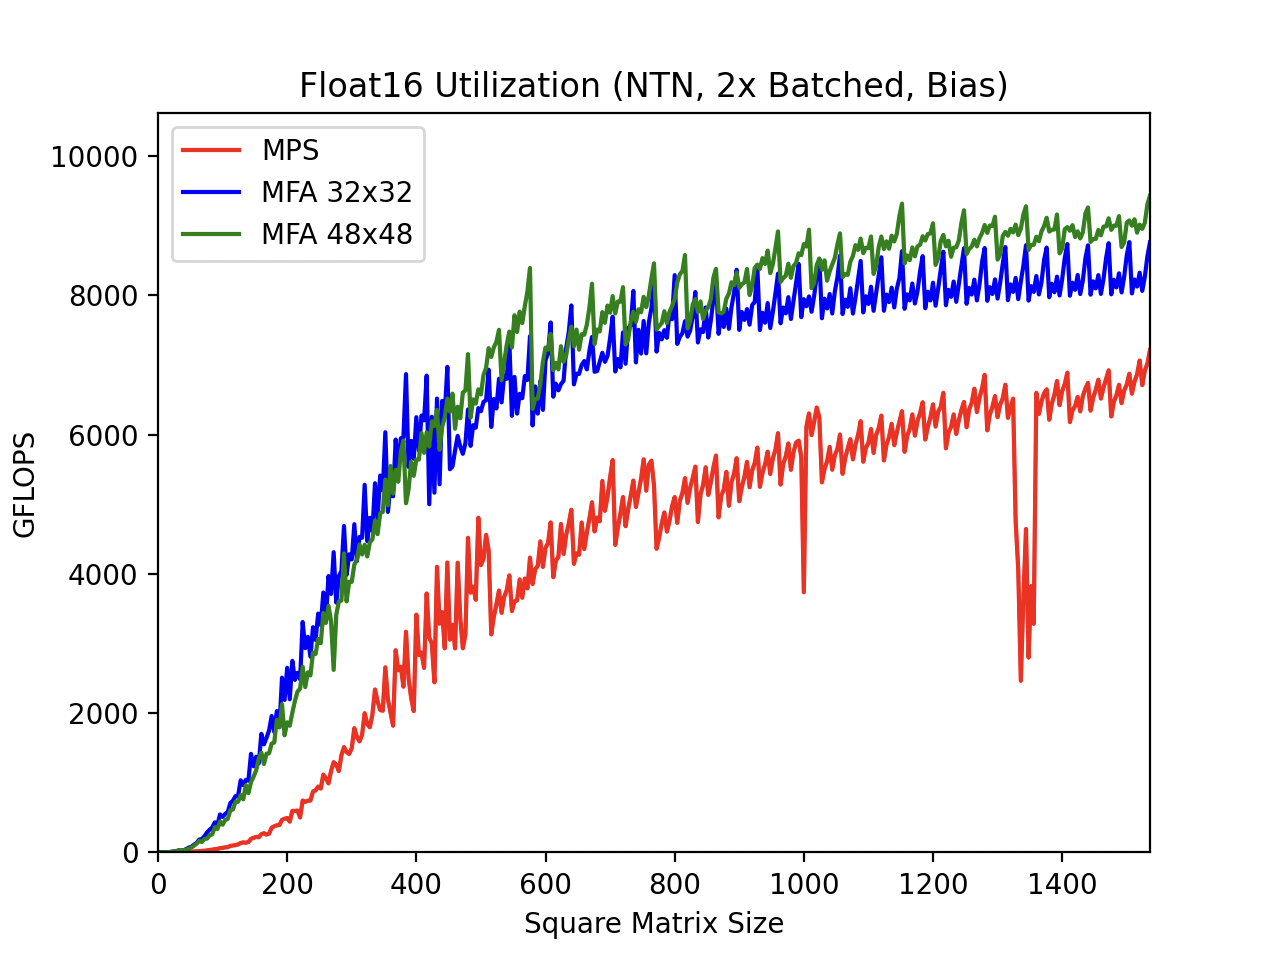 Float16 Utilization (NTN, 2x Batched, Bias)
MPS
MFA 32x32
MFA 48x48
GFLOPS
10000
8000
6000
4000
2000
0
0 200 400 600 800 1000 1200 1400
Square Matrix Size